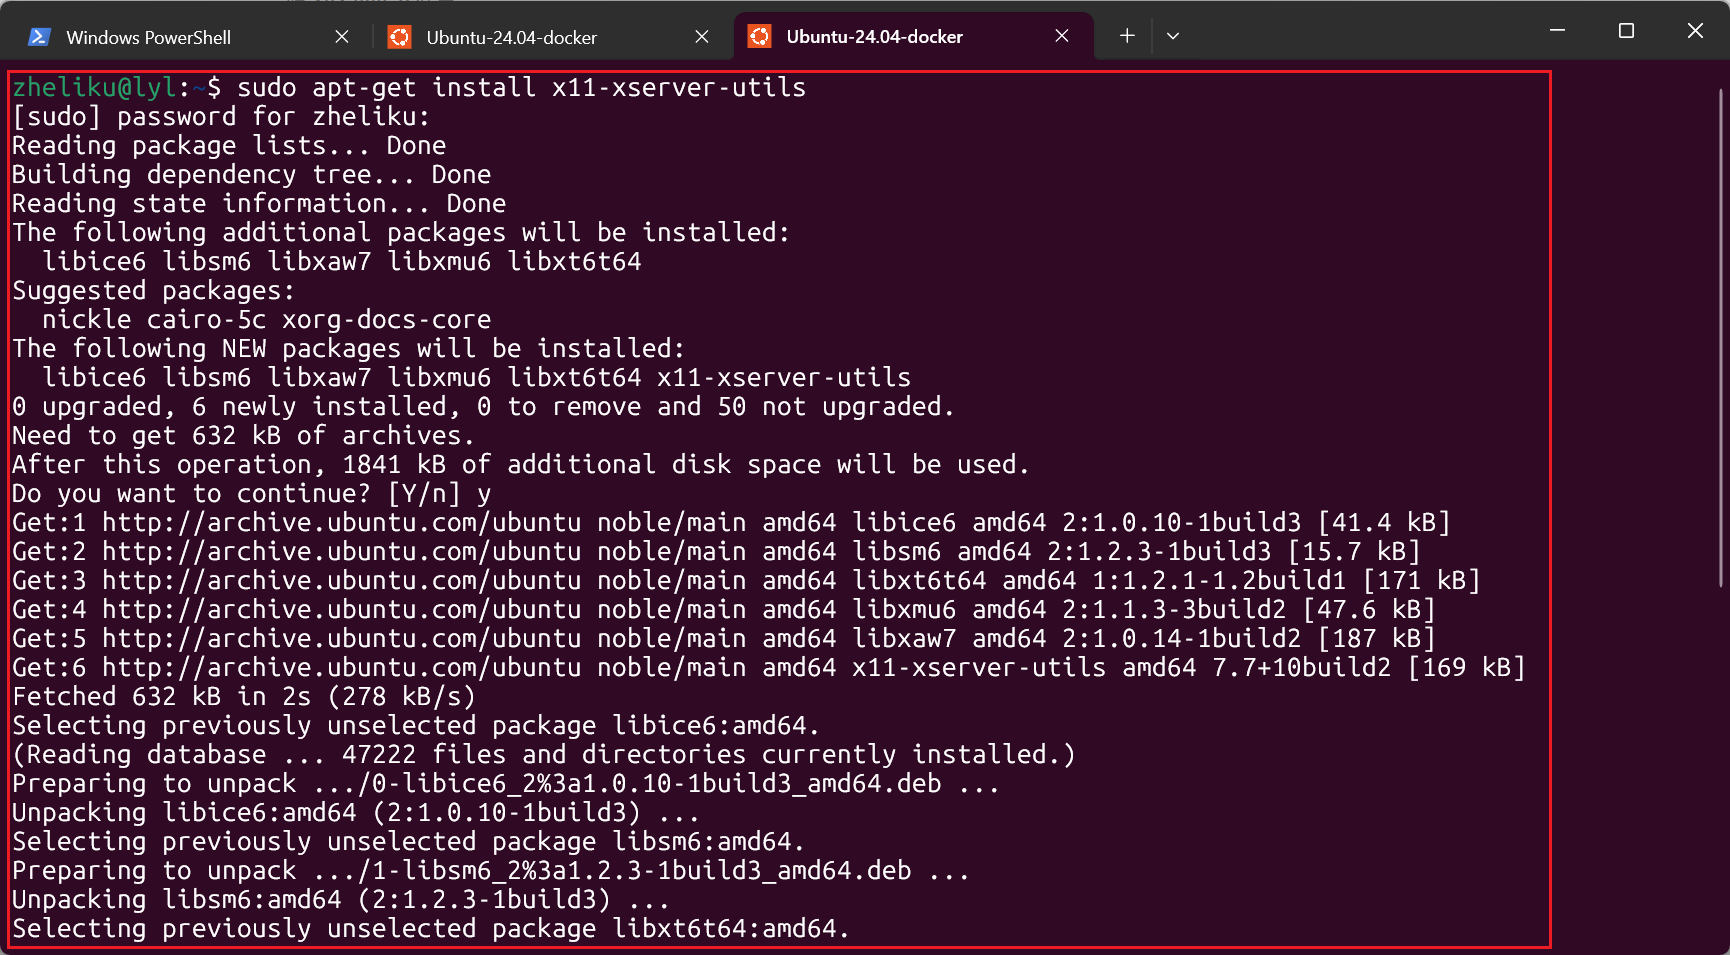 Windows PowerShell
Ubuntu-24.04-docker
Ubuntu-24.04-docker
zheliku@lyl:~$ sudo apt-get install x11-xserver-utils
[sudo] password for zheliku:
Reading package lists... Done
Building dependency tree... Done
Reading state information... Done
The following additional packages will be installed:
  libice6 libsm6 libxaw7 libxmu6 libxt6t64
Suggested packages:
  nickle cairo-5c xorg-docs-core
The following NEW packages will be installed:
  libice6 libsm6 libxaw7 libxmu6 libxt6t64 x11-xserver-utils
0 upgraded, 6 newly installed, 0 to remove and 50 not upgraded.
Need to get 632 kB of archives.
After this operation, 1841 kB of additional disk space will be used.
Do you want to continue? [Y/n] y
Get:1 http://archive.ubuntu.com/ubuntu noble/main amd64 libice6 amd64 2:1.0.10-1build3 [41.4 kB]
Get:2 http://archive.ubuntu.com/ubuntu noble/main amd64 libsm6 amd64 2:1.2.3-1build3 [15.7 kB]
Get:3 http://archive.ubuntu.com/ubuntu noble/main amd64 libxt6t64 amd64 1:1.2.1-1.2build1 [171 kB]
Get:4 http://archive.ubuntu.com/ubuntu noble/main amd64 libxmu6 amd64 2:1.1.3-3build2 [47.6 kB]
Get:5 http://archive.ubuntu.com/ubuntu noble/main amd64 libxaw7 amd64 2:1.0.14-1build2 [187 kB]
Get:6 http://archive.ubuntu.com/ubuntu noble/main amd64 x11-xserver-utils amd64 7.7+10build2 [169 kB]
Fetched 632 kB in 2s (278 kB/s)
Selecting previously unselected package libice6:amd64.
(Reading database ... 47222 files and directories currently installed.)
Preparing to unpack .../0-libice6_2%3a1.0.10-1build3_amd64.deb ...
Unpacking libice6:amd64 (2:1.0.10-1build3) ...
Selecting previously unselected package libsm6:amd64.
Preparing to unpack .../1-libsm6_2%3a1.2.3-1build3_amd64.deb ...
Unpacking libsm6:amd64 (2:1.2.3-1build3) ...
Selecting previously unselected package libxt6t64:amd64.